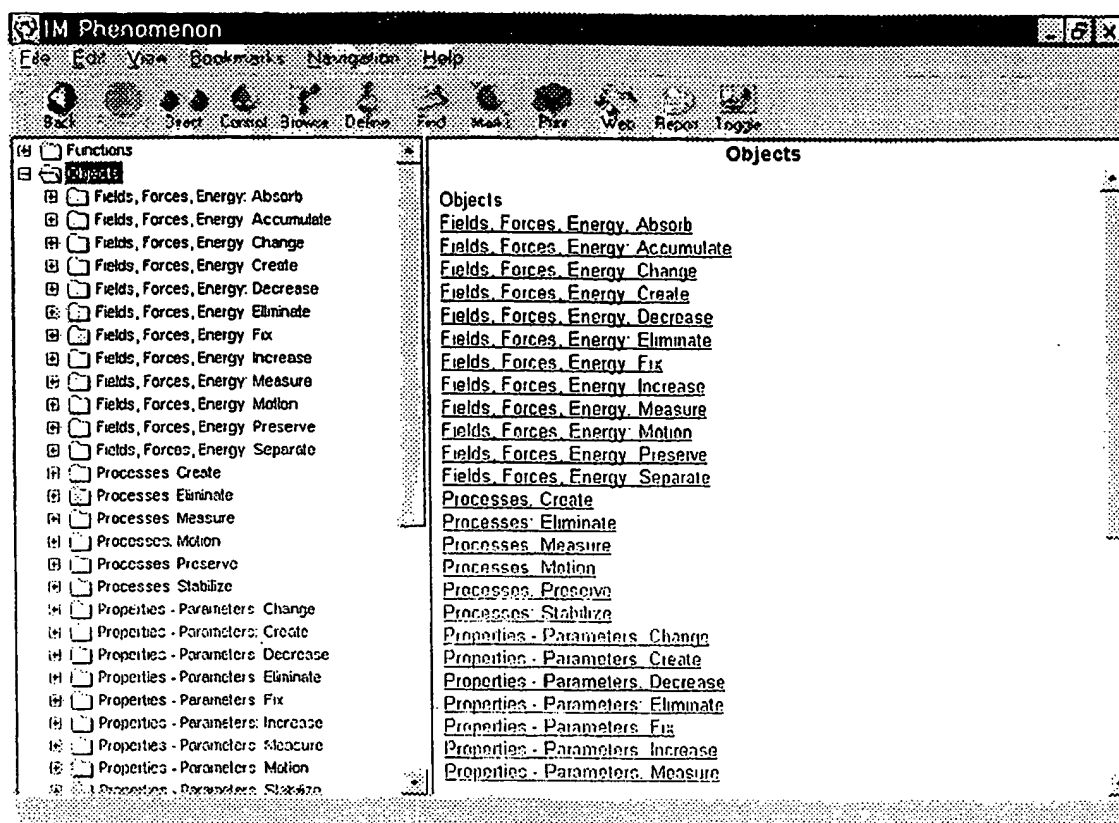 IM Phenomenon
File Edit View Bookmarks Navigation Help
Back Direct Control Browse Define Find Print Web Report Toggle
Functions
Objects
Fields, Forces, Energy: Absorb
Fields, Forces, Energy Accumulate
Fields, Forces, Energy Change
Fields, Forces, Energy Create
Fields, Forces, Energy: Decrease
Fields, Forces, Energy Eliminate
Fields, Forces, Energy Fix
Fields, Forces, Energy Increase
Fields, Forces, Energy Measure
Fields, Forces, Energy Motion
Fields, Forces, Energy Preserve
Fields, Forces, Energy Separate
Processes Create
Processes Eliminate
Processes Measure
Processes. Motion
Processes Preserve
Processes Stabilize
Properties - Parameters Change
Properties - Parameters: Create
Properties - Parameters Decrease
Properties - Parameters Eliminate
Properties - Parameters Fix
Properties - Parameters: Increase
Properties - Parameters Measure
Properties - Parameters Motion
Properties - Parameters Stabilize
Objects
Objects
Fields, Forces, Energy, Absorb
Fields, Forces, Energy: Accumulate
Fields, Forces, Energy Change
Fields, Forces, Energy Create
Fields, Forces, Energy, Decrease
Fields, Forces, Energy: Eliminate
Fields, Forces, Energy Fix
Fields, Forces, Energy Increase
Fields, Forces, Energy, Measure
Fields, Forces, Energy: Motion
Fields, Forces, Energy Preserve
Fields, Forces, Energy Separate
Processes, Create
Processes: Eliminate
Processes Measure
Processes Motion
Processes, Preserve
Processes: Stabilize
Properties - Parameters Change
Properties - Parameters Create
Properties - Parameters, Decrease
Properties - Parameters: Eliminate
Properties - Parameters Fix
Properties - Parameters Increase
Properties - Parameters, Measure